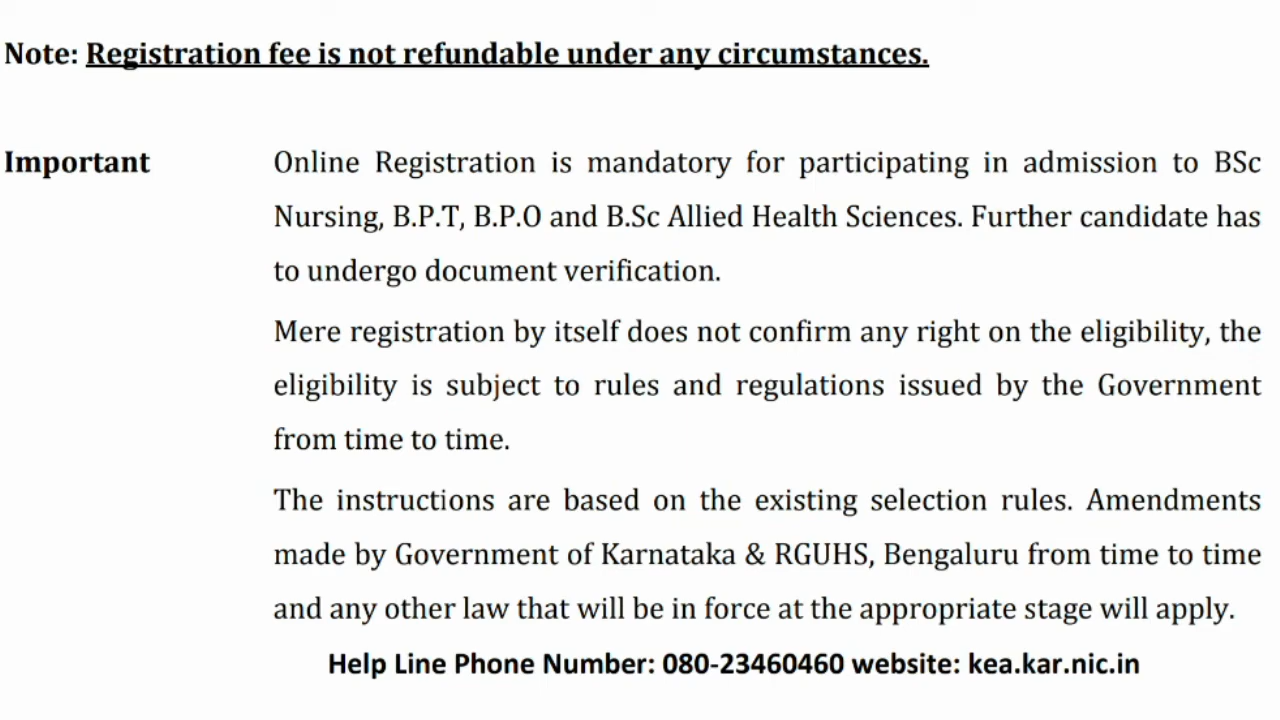 Note: Registration fee is not refundable under any circumstances.
Important
Online Registration is mandatory for participating in admission to BSc
Nursing, B.P.T, B.P.O and B.Sc Allied Health Sciences. Further candidate has
to undergo document verification.
Mere registration by itself does not confirm any right on the eligibility, the
eligibility is subject to rules and regulations issued by the Government
from time to time.
The instructions are based on the existing selection rules. Amendments
made by Government of Karnataka & RGUHS, Bengaluru from time to time
and any other law that will be in force at the appropriate stage will apply.
Help Line Phone Number: 080-23460460 website: kea.kar.nic.in